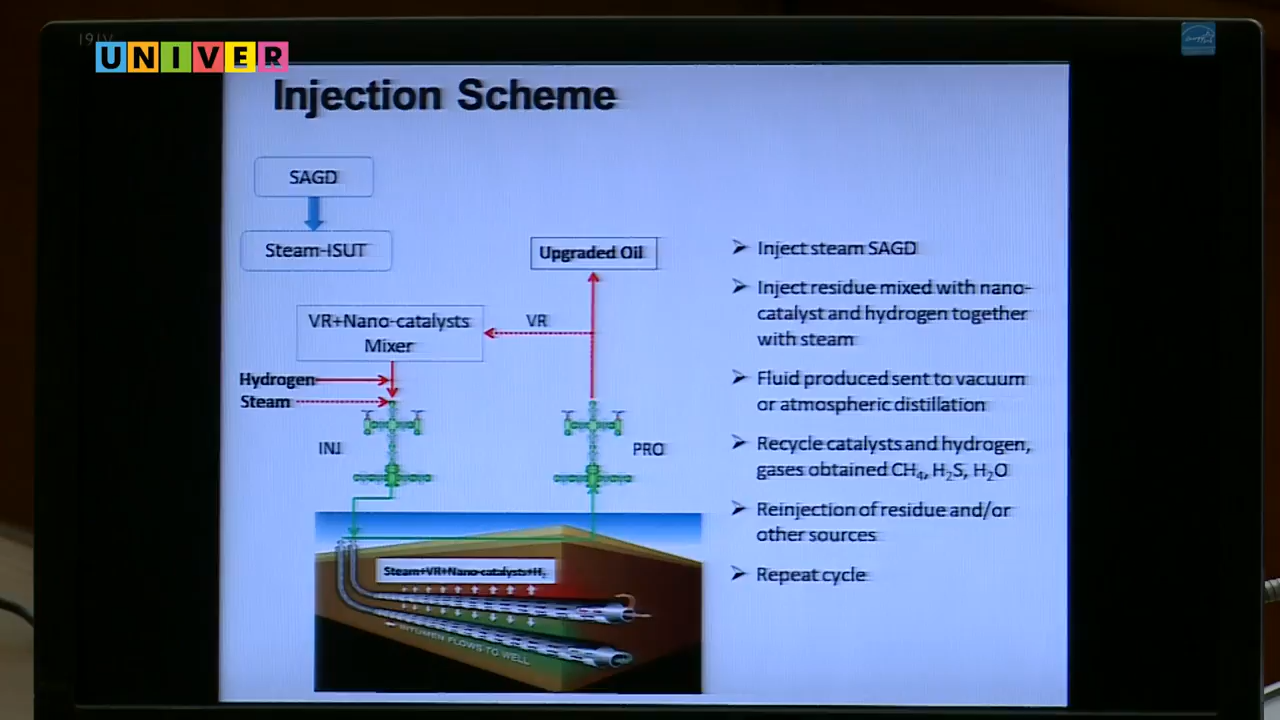 UNIVER
Injection Scheme
SAGD
Steam-ISUT
Upgraded Oil
VR+Nano-catalysts
Mixer
VR
Hydrogen
Steam
INJ
PRO
Steam+VR+Nano-catalysts+H₂
BITUMEN FLOWS TO WELL
➢ Inject steam SAGD
➢ Inject residue mixed with nano-
catalyst and hydrogen together
with steam
➢ Fluid produced sent to vacuum
or atmospheric distillation
➢ Recycle catalysts and hydrogen,
gases obtained CH₄, H₂S, H₂O
➢ Reinjection of residue and/or
other sources
➢ Repeat cycle